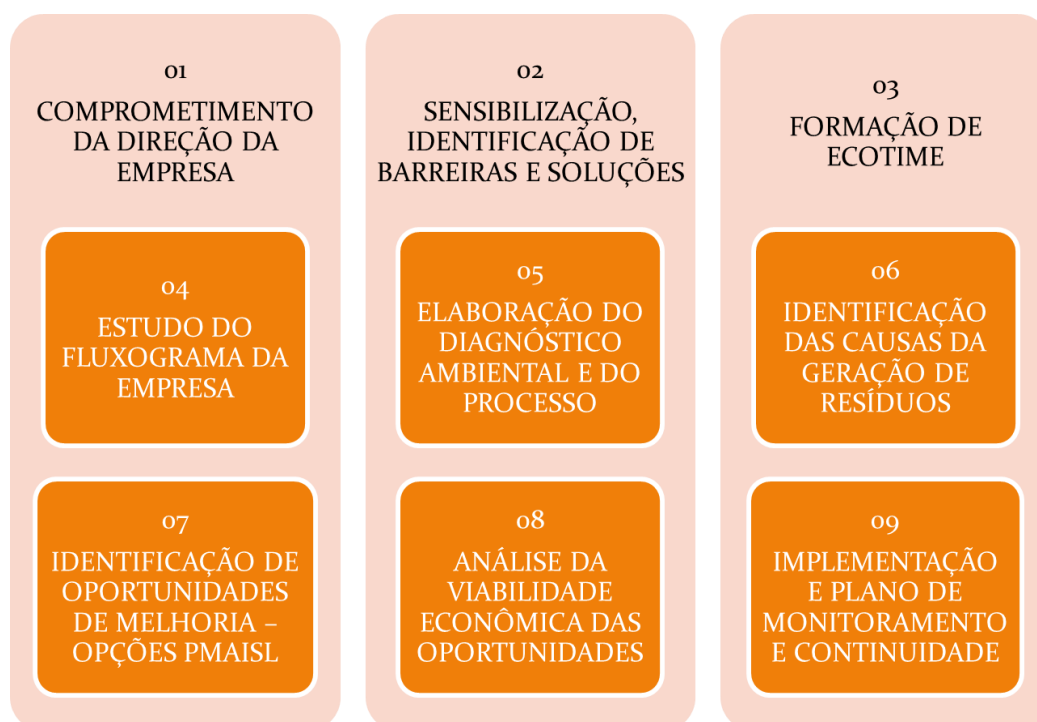 01
COMPROMETIMENTO
DA DIREÇÃO DA
EMPRESA
02
SENSIBILIZAÇÃO,
IDENTIFICAÇÃO DE
BARREIRAS E SOLUÇÕES
03
FORMAÇÃO DE
ECOTIME
04
ESTUDO DO
FLUXOGRAMA DA
EMPRESA
05
ELABORAÇÃO DO
DIAGNÓSTICO
AMBIENTAL E DO
PROCESSO
06
IDENTIFICAÇÃO
DAS CAUSAS DA
GERAÇÃO DE
RESÍDUOS
07
IDENTIFICAÇÃO DE
OPORTUNIDADES
DE MELHORIA –
OPÇÕES PMAISL
08
ANÁLISE DA
VIABILIDADE
ECONÔMICA DAS
OPORTUNIDADES
09
IMPLEMENTAÇÃO
E PLANO DE
MONITORAMENTO
E CONTINUIDADE